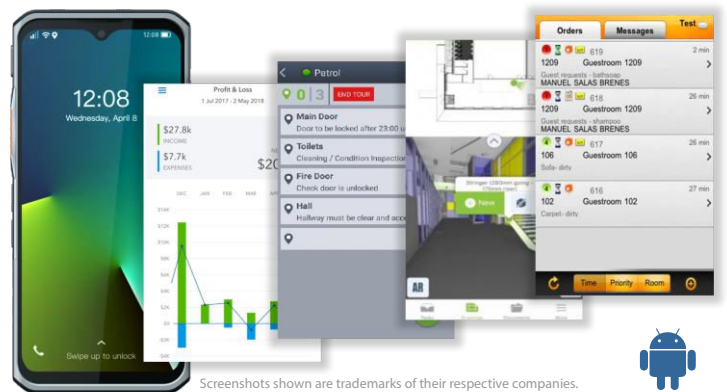 12:08
12:08
Wednesday, April 8
Swipe up to unlock
Profit & Loss
1 Jul 2017 - 2 May 2018
$27.8k
INCOME
$7.7k
EXPENSES
DEC JAN FEB MAR
$14K
$12K
$10K
$8K
$6K
$4K
$2K
$0
-$2K
-$4K
Patrol
0 | 3 END TOUR
Main Door
Door to be locked after 23:00
Toilets
Cleaning / Condition Inspection
Fire Door
Check door is unlocked
Hall
Hallway must be clear and
New
AR
Orders Messages Test
619 2 min
1209 Guestroom 1209
Guest requests - bathsoap
MANUEL SALAS BRENES
618 26 min
1209 Guestroom 1209
Guest requests - shampoo
MANUEL SALAS BRENES
617 26 min
106 Guestroom 106
Sofa- dirty
616 27 min
102 Guestroom 102
Carpet- dirty
Time Priority Room
Screenshots shown are trademarks of their respective companies.